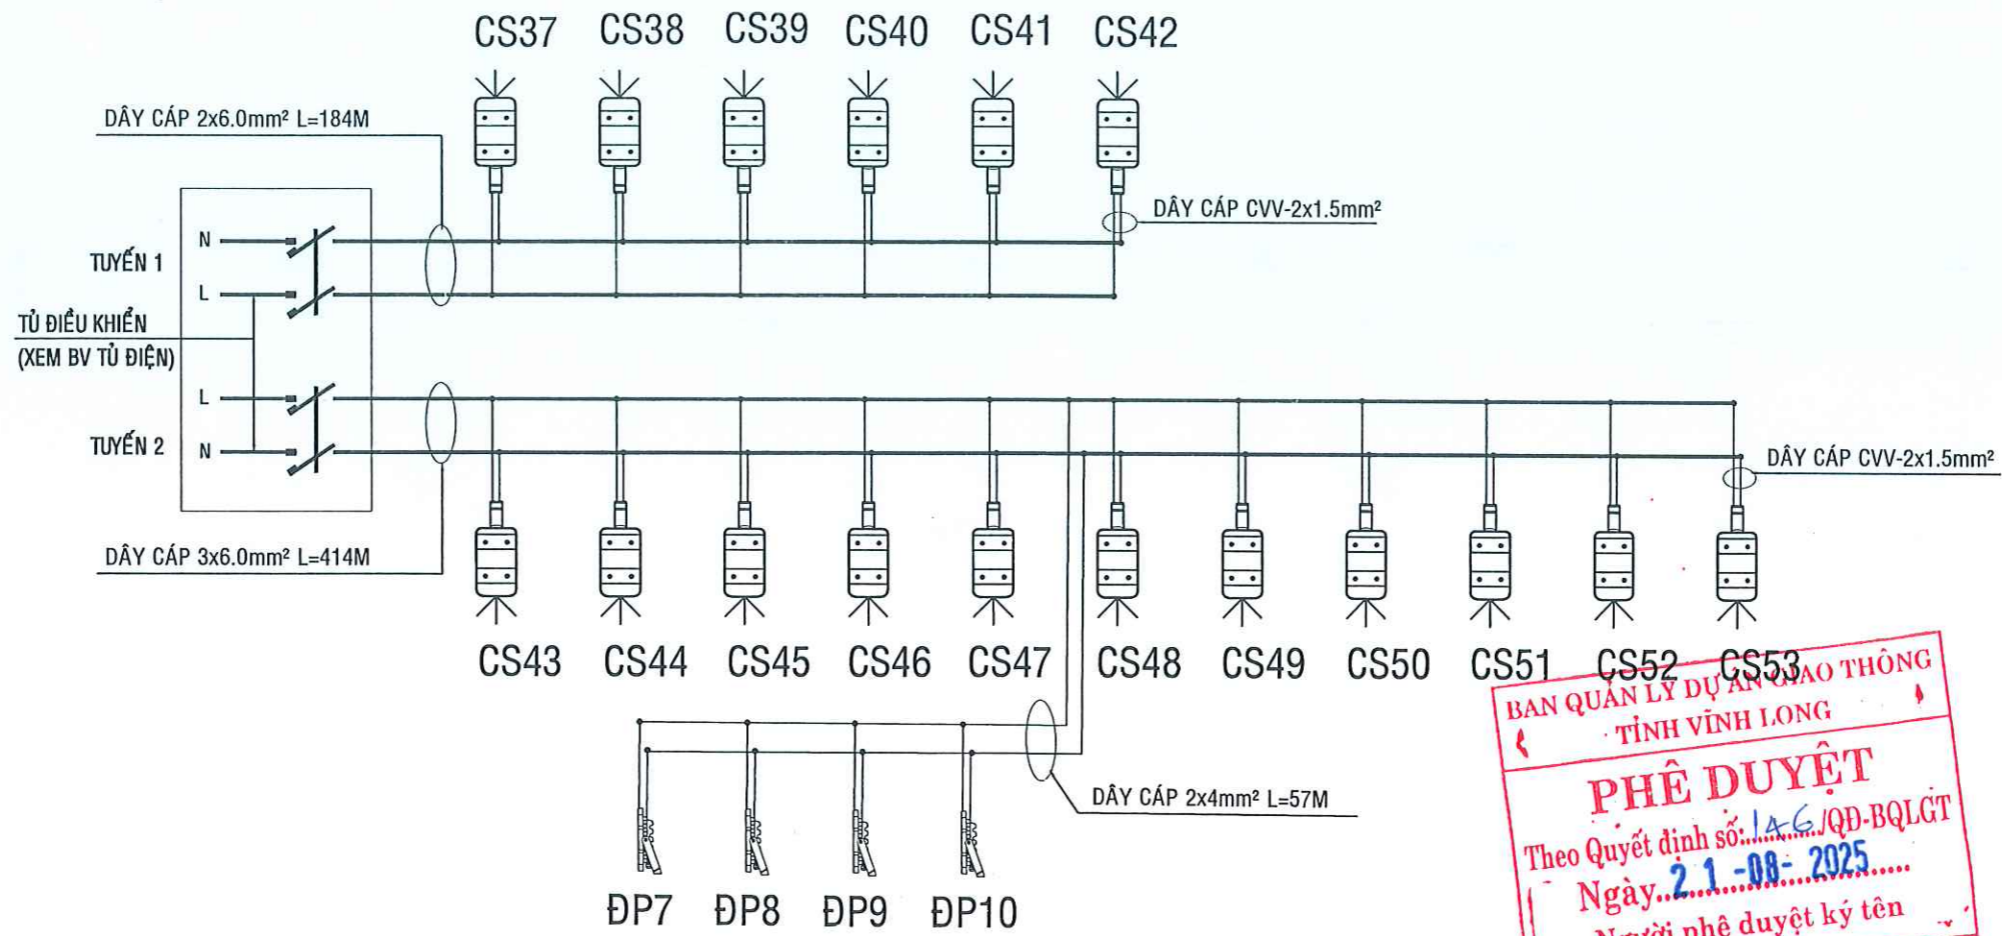 CS37 CS38 CS39 CS40 CS41 CS42
DÂY CÁP 2x6.0mm² L=184M
DÂY CÁP CVV-2x1.5mm²
N
TUYẾN 1
L
TỦ ĐIỀU KHIỂN
(XEM BV TỦ ĐIỆN)
L
TUYẾN 2
N
DÂY CÁP CVV-2x1.5mm²
DÂY CÁP 3x6.0mm² L=414M
CS43 CS44 CS45 CS46 CS47 CS48 CS49 CS50 CS51 CS52 CS53
DÂY CÁP 2x4mm² L=57M
ĐP7 ĐP8 ĐP9 ĐP10
BAN QUẢN LÝ DỰ ÁN GIAO THÔNG
TỈNH VĨNH LONG
PHÊ DUYỆT
Theo Quyết định số:.146../QĐ-BQLGT
Ngày..21-08-2025.....
Người phê duyệt ký tên